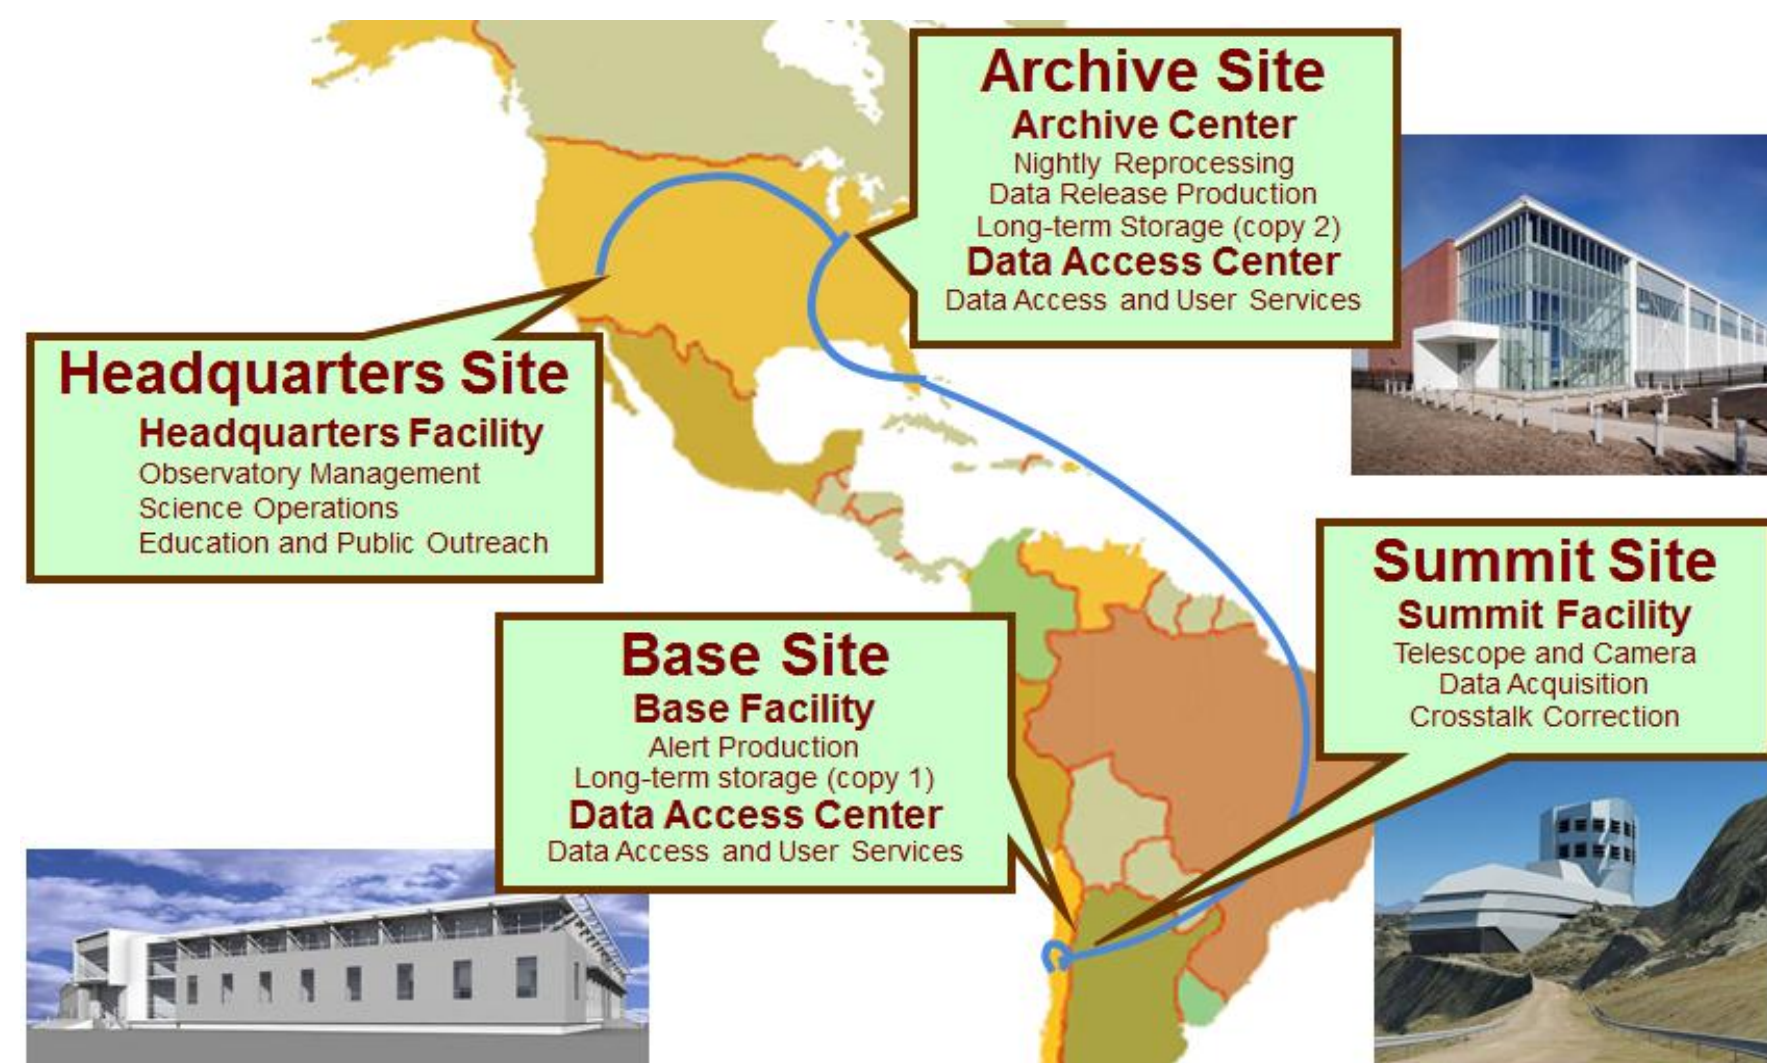 Archive Site
Archive Center
Nightly Reprocessing
Data Release Production
Long-term Storage (copy 2)
Data Access Center
Data Access and User Services
Headquarters Site
Headquarters Facility
Observatory Management
Science Operations
Education and Public Outreach
Base Site
Base Facility
Alert Production
Long-term storage (copy 1)
Data Access Center
Data Access and User Services
Summit Site
Summit Facility
Telescope and Camera
Data Acquisition
Crosstalk Correction